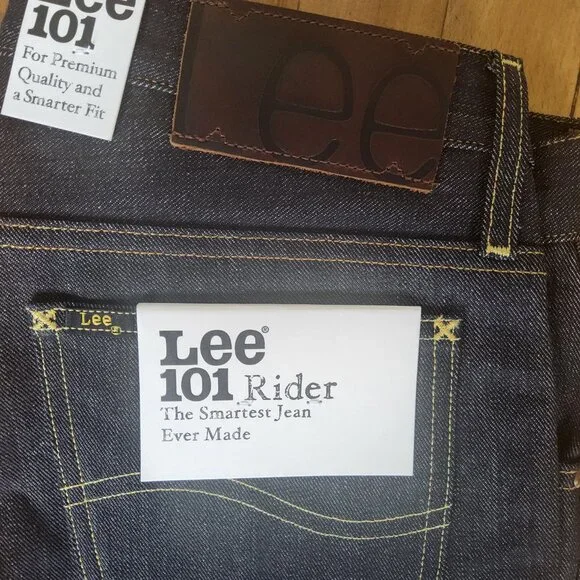 Lee
101
For Premium
Quality and
a Smarter Fit
Lee
Lee®
Lee®
101 Rider
The Smartest Jean
Ever Made